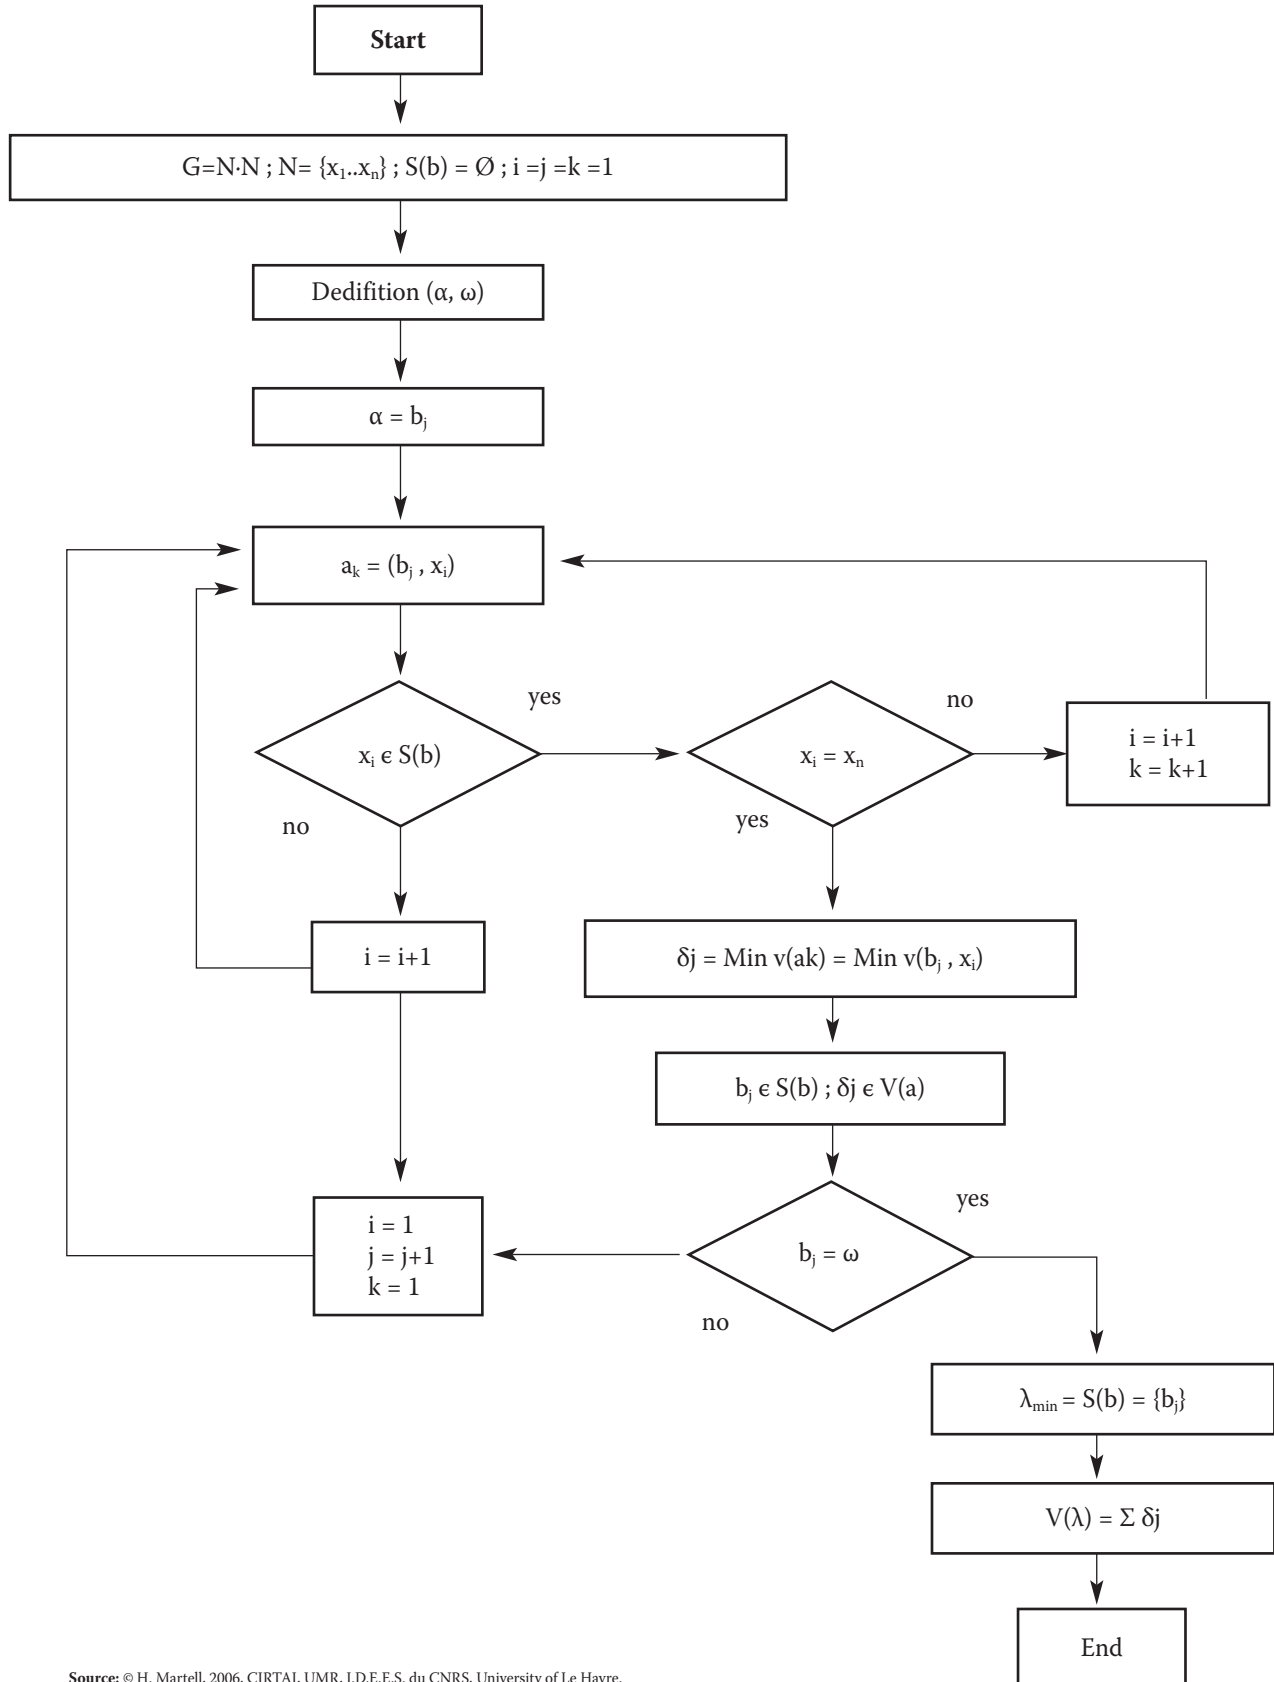 Start
G=N·N ; N= {x₁..xₙ} ; S(b) = Ø ; i =j =k =1
Dedifition (α, ω)
α = bⱼ
aₖ = (bⱼ , xᵢ)
yes
no
xᵢ ϵ S(b)
xᵢ = xₙ
i = i+1
k = k+1
no
yes
i = i+1
δj = Min v(ak) = Min v(bⱼ , xᵢ)
bⱼ ϵ S(b) ; δj ϵ V(a)
yes
i = 1
j = j+1
k = 1
bⱼ = ω
no
λmin = S(b) = {bⱼ}
V(λ) = Σ δj
End
Source: © H. Martell, 2006, CIRTAI, UMR, I.D.E.E.S. du CNRS, University of Le Havre.